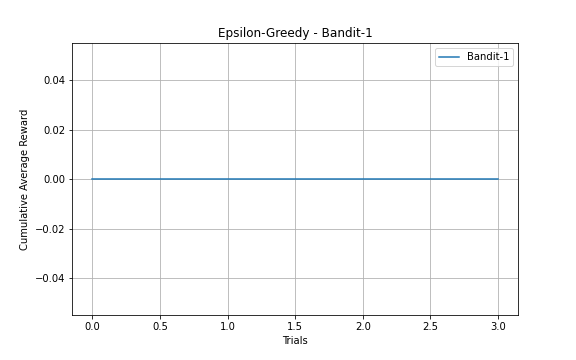 Epsilon-Greedy - Bandit-1
Bandit-1
Cumulative Average Reward
0.04
0.02
0.00
−0.02
−0.04
0.0 0.5 1.0 1.5 2.0 2.5 3.0
Trials